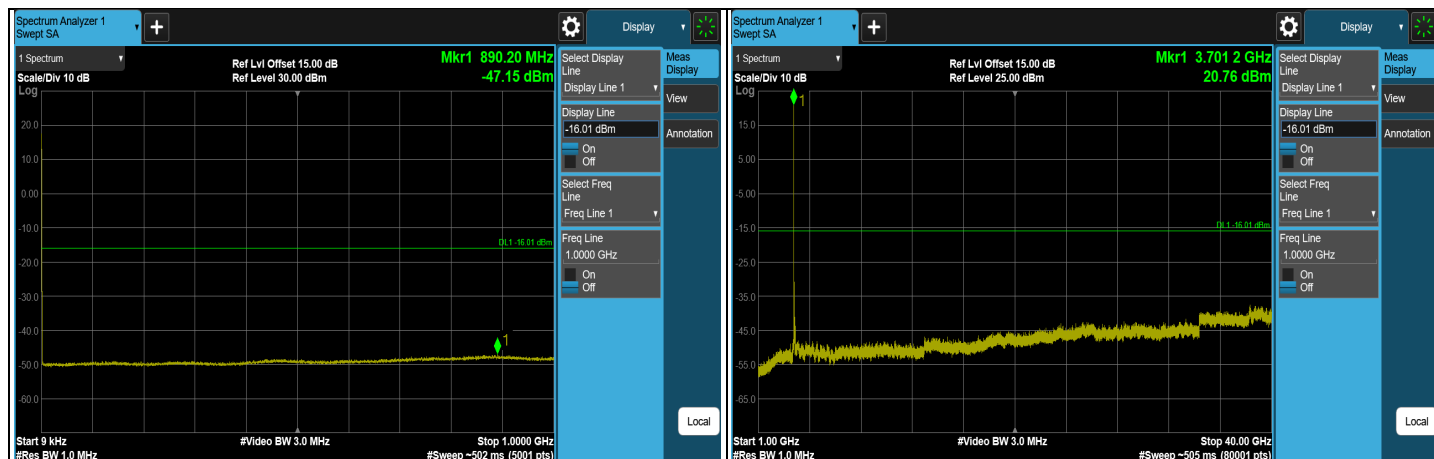 Spectrum Analyzer 1
Swept SA
+
Display
1 Spectrum
Scale/Div 10 dB
Log
Ref Lvl Offset 15.00 dB
Ref Level 30.00 dBm
Mkr1 890.20 MHz
-47.15 dBm
20.0
10.0
0.00
-10.0
-20.0
-30.0
-40.0
-50.0
-60.0
DL1 -16.01 dBm
1
Start 9 kHz
#Res BW 1.0 MHz
#Video BW 3.0 MHz
Stop 1.0000 GHz
#Sweep ~502 ms (5001 pts)
Select Display
Line
Display Line 1
Display Line
-16.01 dBm
On
Off
Select Freq
Line
Freq Line 1
Freq Line
1.0000 GHz
On
Off
Meas
Display
View
Annotation
Local
Spectrum Analyzer 1
Swept SA
+
Display
1 Spectrum
Scale/Div 10 dB
Log
Ref Lvl Offset 15.00 dB
Ref Level 25.00 dBm
Mkr1 3.701 2 GHz
20.76 dBm
1
15.0
5.00
-5.00
-15.0
-25.0
-35.0
-45.0
-55.0
-65.0
DL1 -16.01 dBm
Start 1.00 GHz
#Res BW 1.0 MHz
#Video BW 3.0 MHz
Stop 40.00 GHz
#Sweep ~505 ms (80001 pts)
Select Display
Line
Display Line 1
Display Line
-16.01 dBm
On
Off
Select Freq
Line
Freq Line 1
Freq Line
1.0000 GHz
On
Off
Meas
Display
View
Annotation
Local